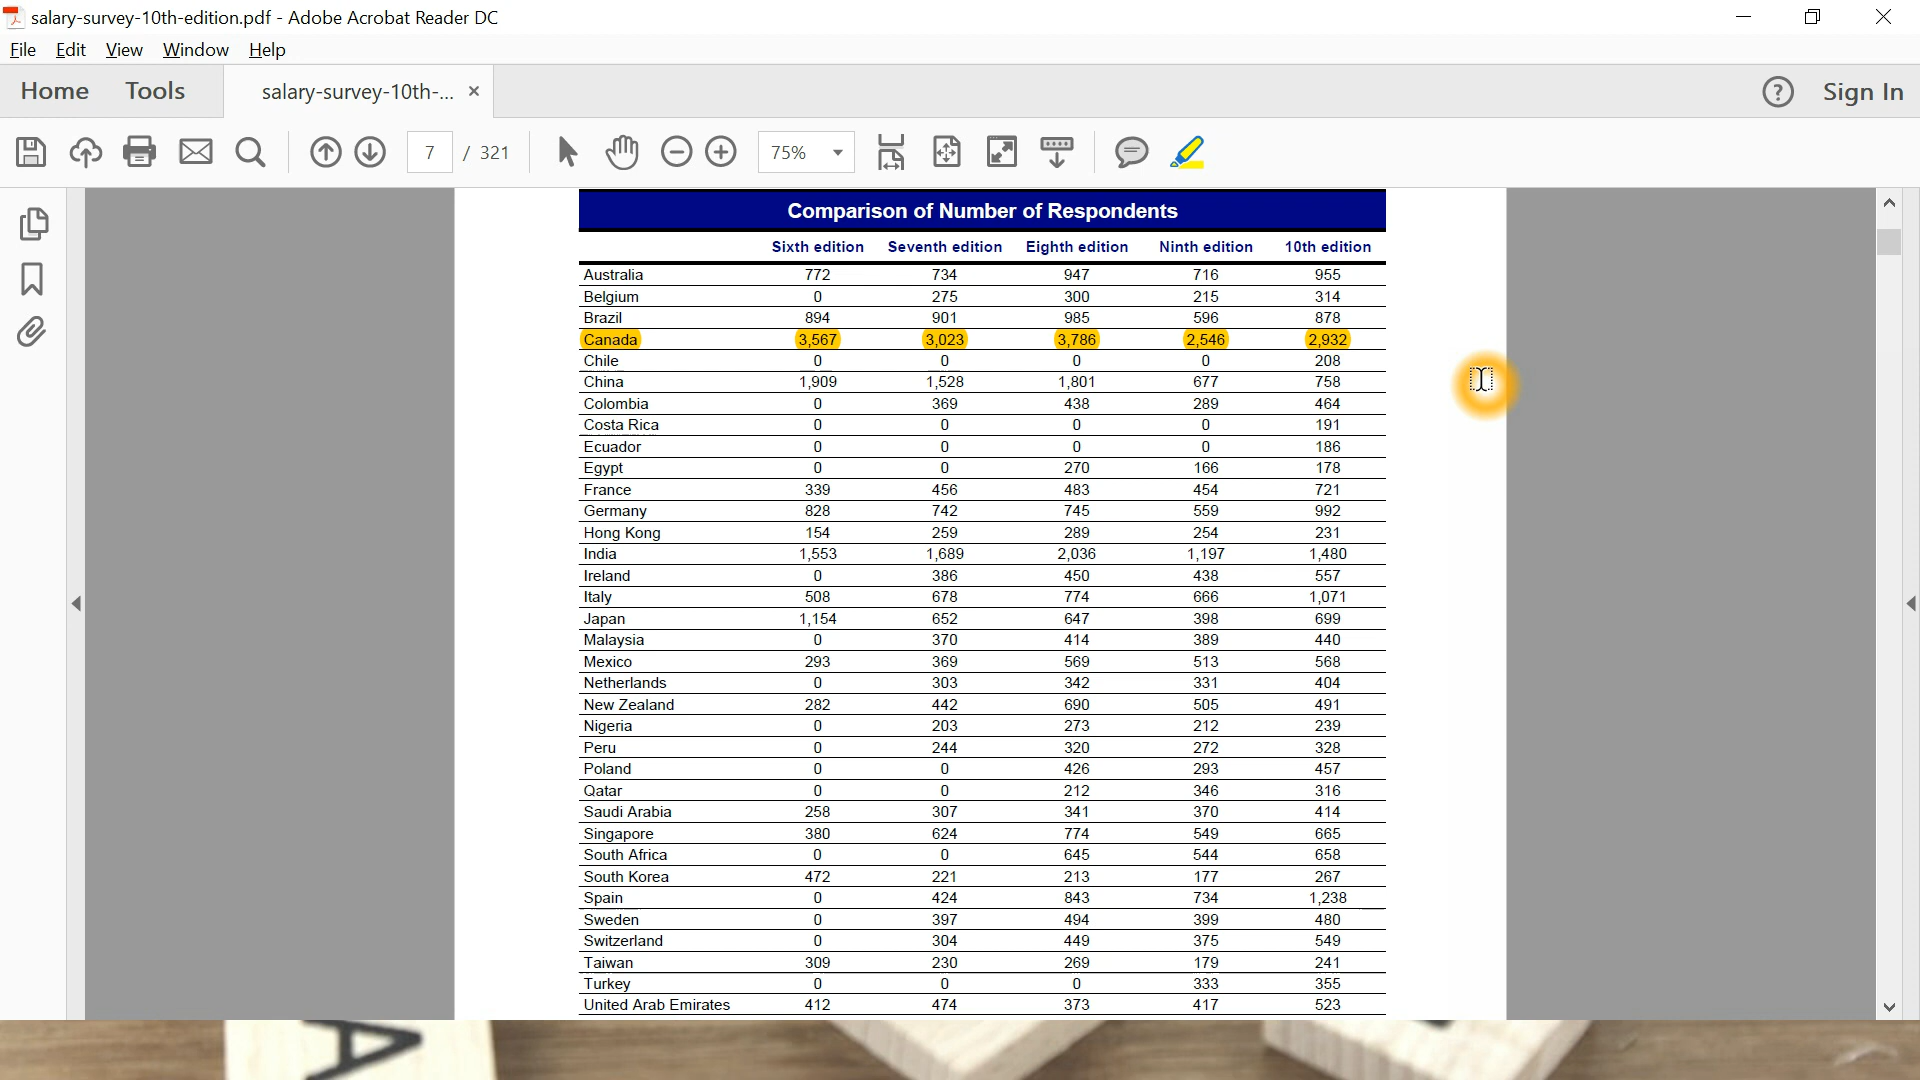 salary-survey-10th-edition.pdf - Adobe Acrobat Reader DC
File Edit View Window Help
Home Tools salary-survey-10th-... × ? Sign In
7 / 321 75%
Comparison of Number of Respondents
Sixth edition Seventh edition Eighth edition Ninth edition 10th edition
Australia 772 734 947 716 955
Belgium 0 275 300 215 314
Brazil 894 901 985 596 878
Canada 3,567 3,023 3,786 2,546 2,932
Chile 0 0 0 0 208
China 1,909 1,528 1,801 677 758
Colombia 0 369 438 289 464
Costa Rica 0 0 0 0 191
Ecuador 0 0 0 0 186
Egypt 0 0 270 166 178
France 339 456 483 454 721
Germany 828 742 745 559 992
Hong Kong 154 259 289 254 231
India 1,553 1,689 2,036 1,197 1,480
Ireland 0 386 450 438 557
Italy 508 678 774 666 1,071
Japan 1,154 652 647 398 699
Malaysia 0 370 414 389 440
Mexico 293 369 569 513 568
Netherlands 0 303 342 331 404
New Zealand 282 442 690 505 491
Nigeria 0 203 273 212 239
Peru 0 244 320 272 328
Poland 0 0 426 293 457
Qatar 0 0 212 346 316
Saudi Arabia 258 307 341 370 414
Singapore 380 624 774 549 665
South Africa 0 0 645 544 658
South Korea 472 221 213 177 267
Spain 0 424 843 734 1,238
Sweden 0 397 494 399 480
Switzerland 0 304 449 375 549
Taiwan 309 230 269 179 241
Turkey 0 0 0 333 355
United Arab Emirates 412 474 373 417 523
A